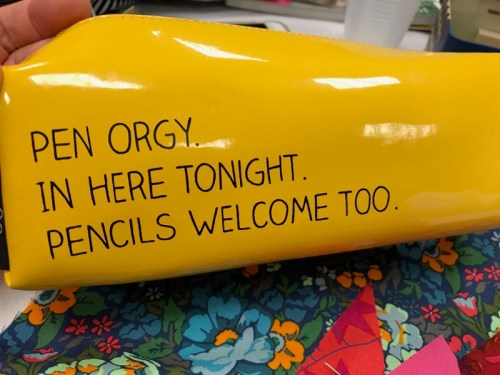 PEN ORGY.
IN HERE TONIGHT.
PENCILS WELCOME TOO.